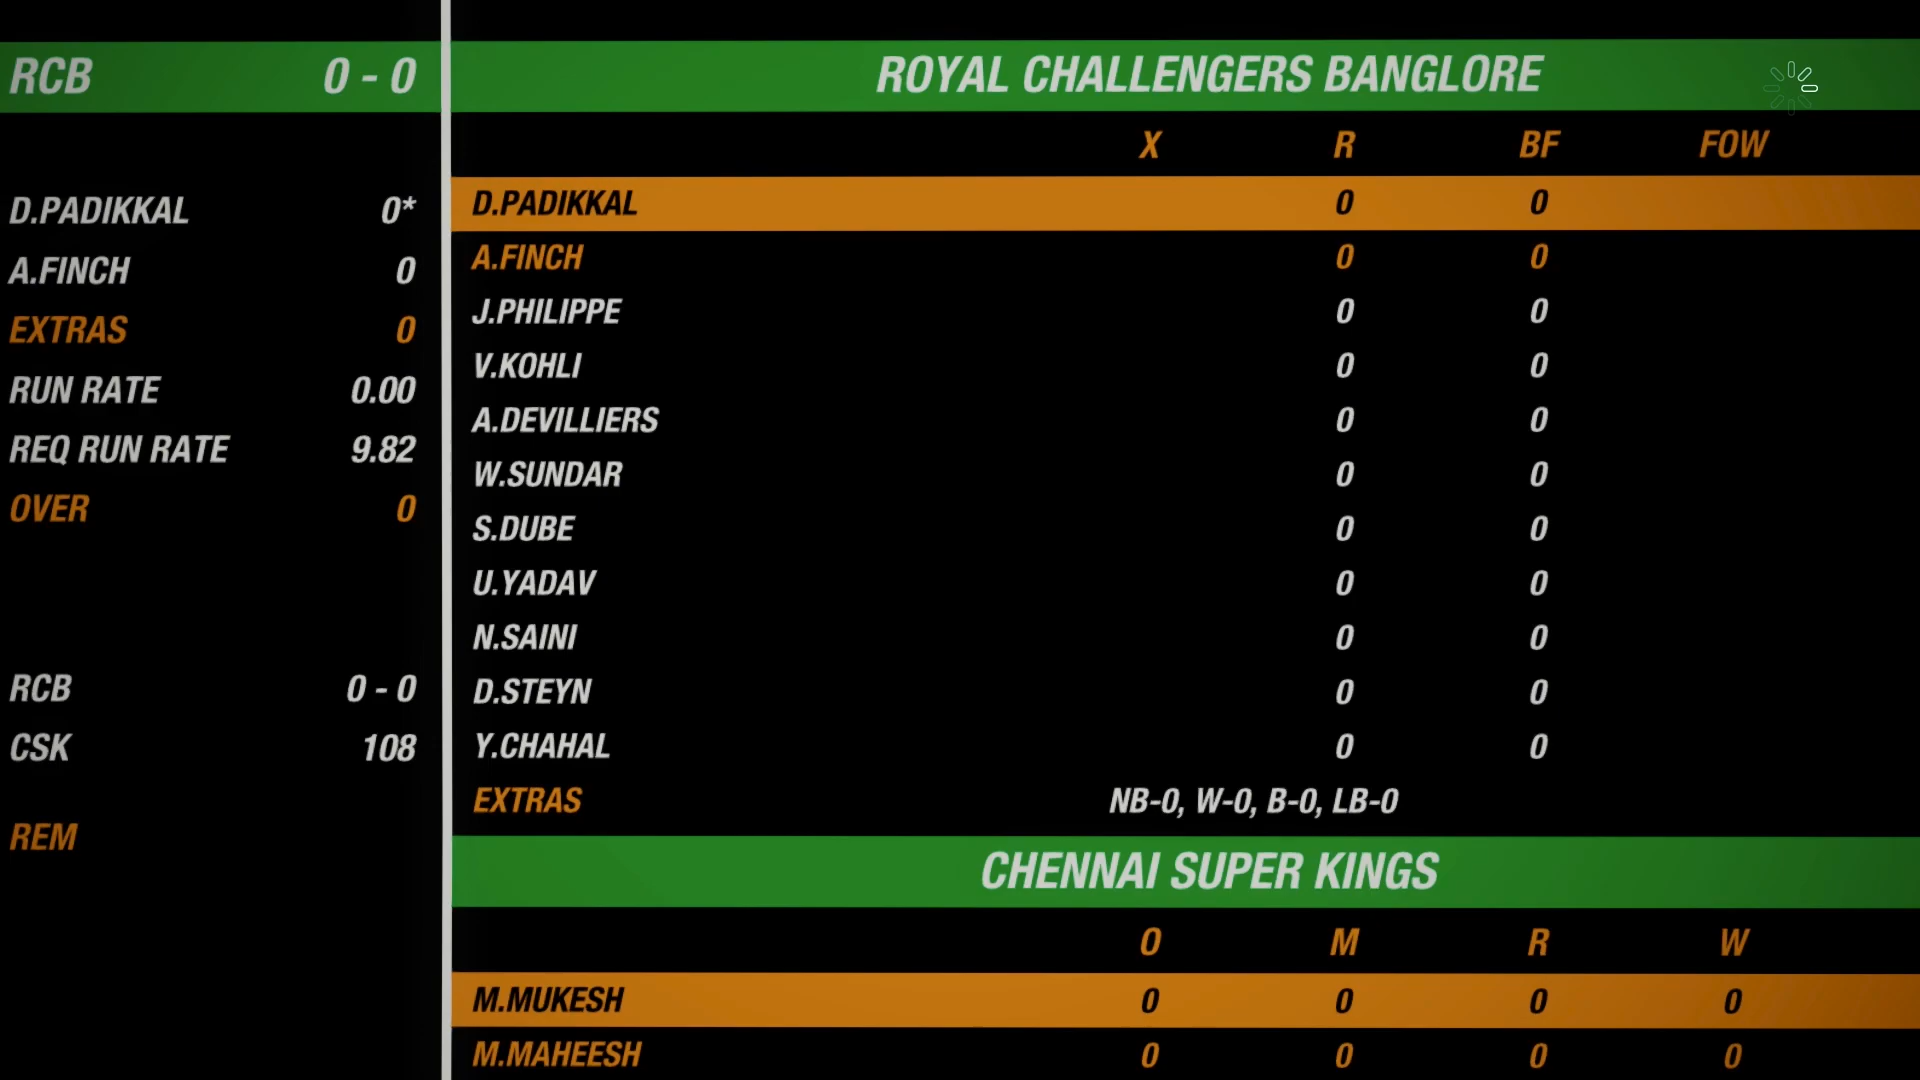 RCB 0 - 0
D.PADIKKAL 0*
A.FINCH 0
EXTRAS 0
RUN RATE 0.00
REQ RUN RATE 9.82
OVER 0
RCB 0 - 0
CSK 108
REM
ROYAL CHALLENGERS BANGLORE
X R BF FOW
D.PADIKKAL 0 0
A.FINCH 0 0
J.PHILIPPE 0 0
V.KOHLI 0 0
A.DEVILLIERS 0 0
W.SUNDAR 0 0
S.DUBE 0 0
U.YADAV 0 0
N.SAINI 0 0
D.STEYN 0 0
Y.CHAHAL 0 0
EXTRAS NB-0, W-0, B-0, LB-0
CHENNAI SUPER KINGS
O M R W
M.MUKESH 0 0 0 0
M.MAHEESH 0 0 0 0